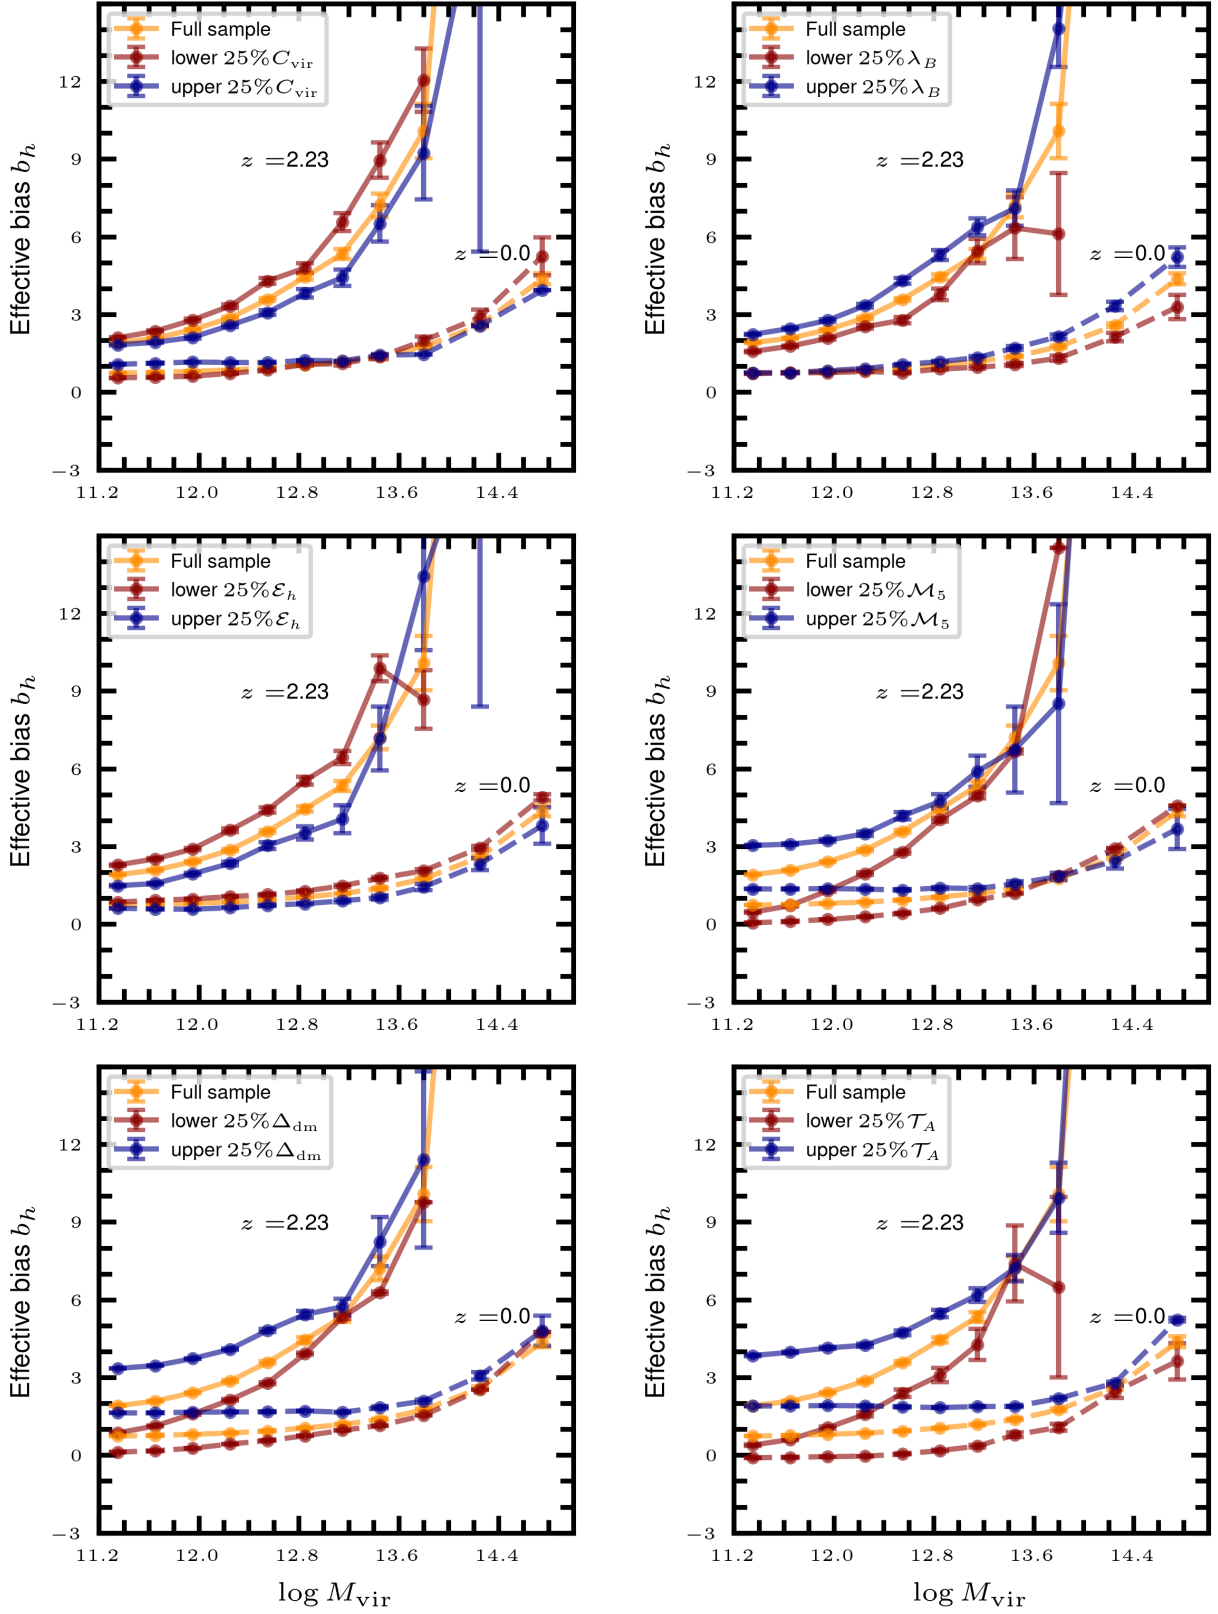 Full sample
lower 25% C_vir
upper 25% C_vir
z =2.23
z =0.0
Effective bias b_h
12
9
6
3
0
−3
11.2 12.0 12.8 13.6 14.4
Full sample
lower 25% λ_B
upper 25% λ_B
z =2.23
z =0.0
Effective bias b_h
12
9
6
3
0
−3
11.2 12.0 12.8 13.6 14.4
Full sample
lower 25% ℰ_h
upper 25% ℰ_h
z =2.23
z =0.0
Effective bias b_h
12
9
6
3
0
−3
11.2 12.0 12.8 13.6 14.4
Full sample
lower 25% ℳ_5
upper 25% ℳ_5
z =2.23
z =0.0
Effective bias b_h
12
9
6
3
0
−3
11.2 12.0 12.8 13.6 14.4
Full sample
lower 25% Δ_dm
upper 25% Δ_dm
z =2.23
z =0.0
Effective bias b_h
12
9
6
3
0
−3
11.2 12.0 12.8 13.6 14.4
log M_vir
Full sample
lower 25% 𝒯_A
upper 25% 𝒯_A
z =2.23
z =0.0
Effective bias b_h
12
9
6
3
0
−3
11.2 12.0 12.8 13.6 14.4
log M_vir